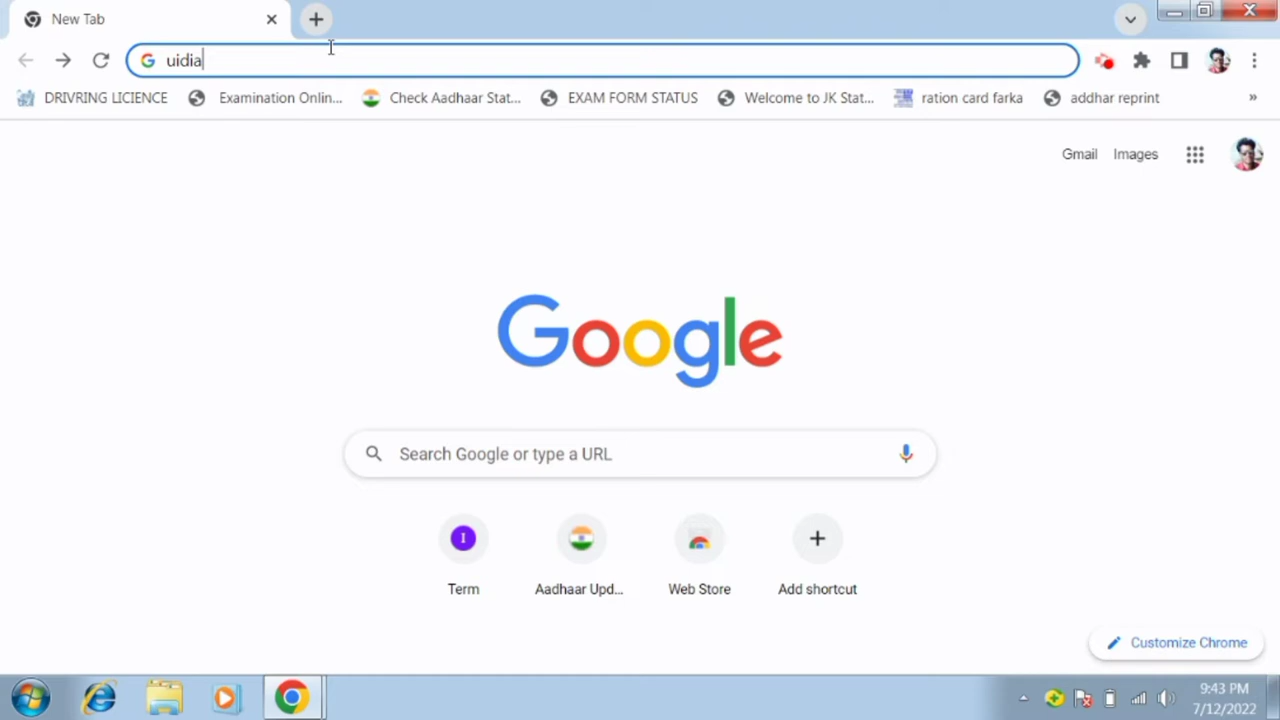 New Tab
uidia
DRIVRING LICIENCE Examination Onlin... Check Aadhaar Stat... EXAM FORM STATUS Welcome to JK Stat... ration card farka addhar reprint »
Gmail Images
Google
Search Google or type a URL
I
Term Aadhaar Upd... Web Store Add shortcut
Customize Chrome
9:43 PM
7/12/2022